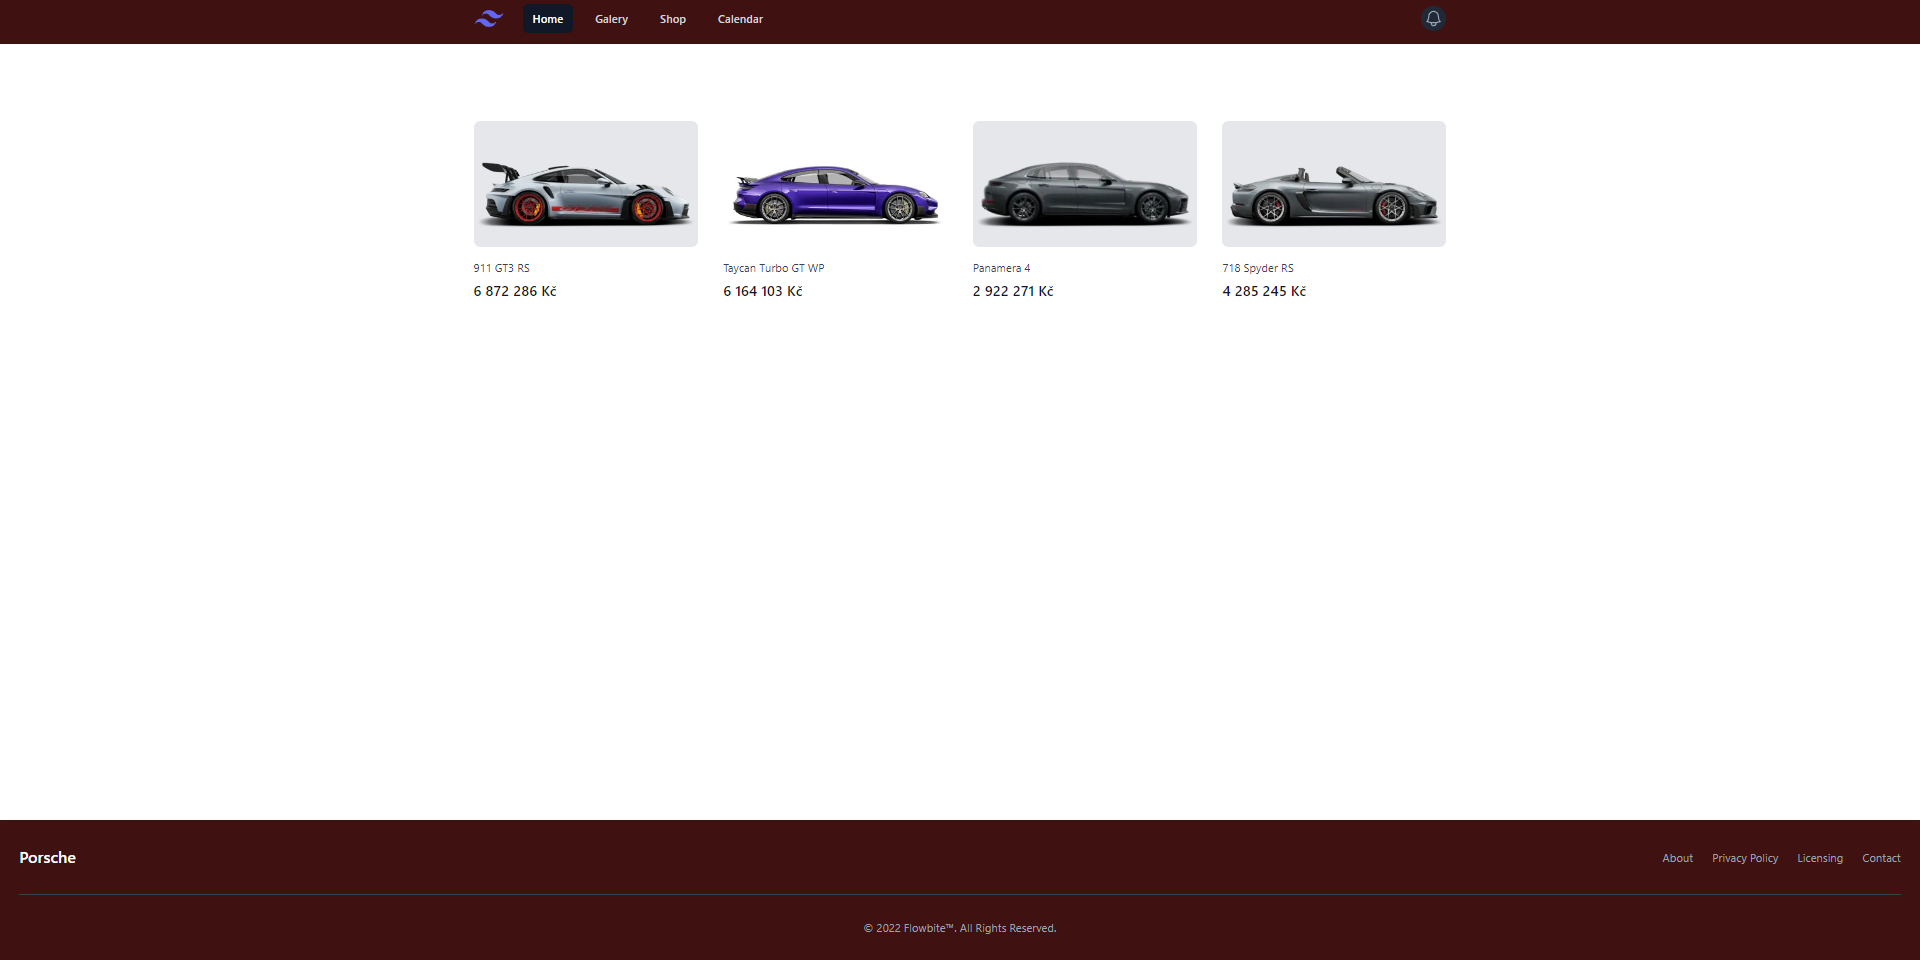 Home Galery Shop Calendar
911 GT3 RS
6 872 286 Kč
Taycan Turbo GT WP
6 164 103 Kč
Panamera 4
2 922 271 Kč
718 Spyder RS
4 285 245 Kč
Porsche
About Privacy Policy Licensing Contact
© 2022 Flowbite™. All Rights Reserved.